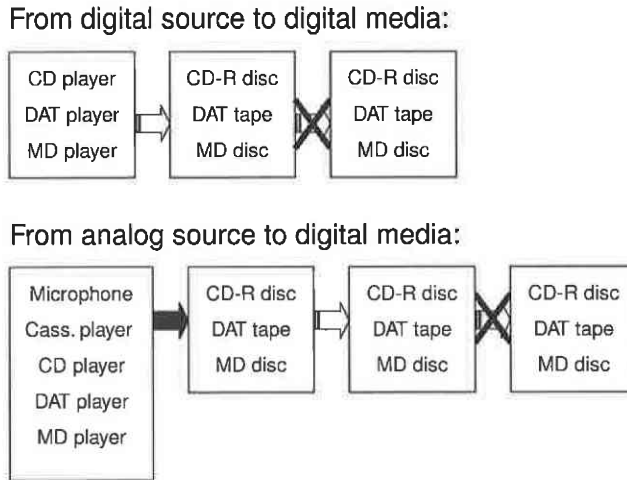 From digital source to digital media:
CD player
DAT player
MD player
CD-R disc
DAT tape
MD disc
CD-R disc
DAT tape
MD disc
From analog source to digital media:
Microphone
Cass. player
CD player
DAT player
MD player
CD-R disc
DAT tape
MD disc
CD-R disc
DAT tape
MD disc
CD-R disc
DAT tape
MD disc